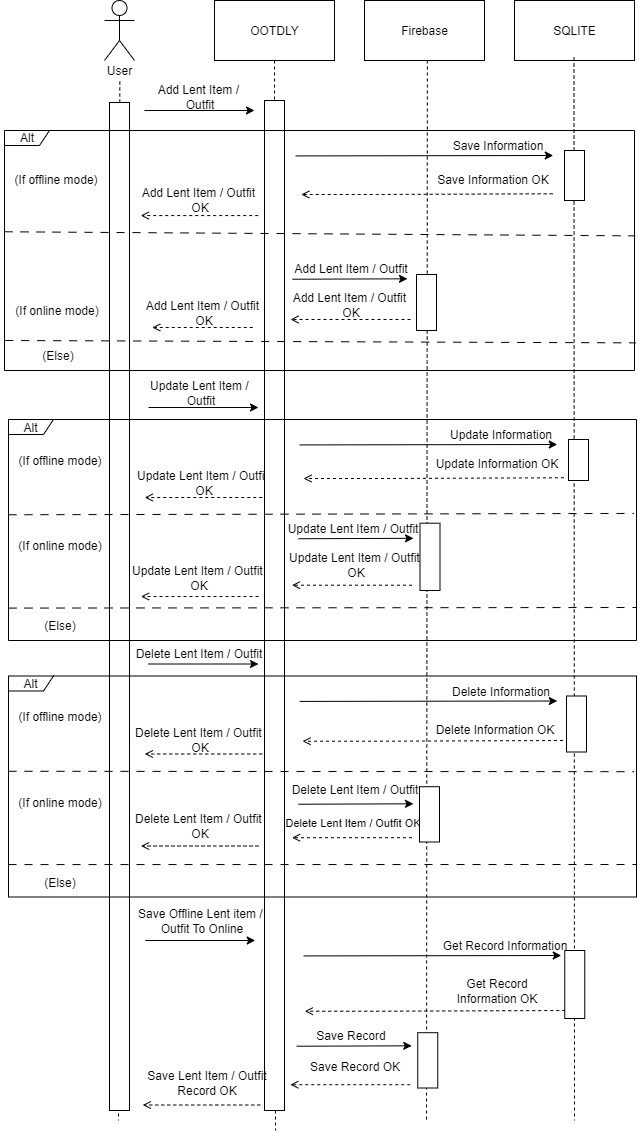 OOTDLY
Firebase
SQLITE
User
Add Lent Item /
Outfit
Alt
Save Information
(If offline mode)
Save Information OK
Add Lent Item / Outfit
OK
Add Lent Item / Outfit
(If online mode)
Add Lent Item / Outfit
OK
Add Lent Item / Outfit
OK
(Else)
Update Lent Item /
Outfit
Alt
Update Information
(If offline mode)
Update Information OK
Update Lent Item / Outfi
OK
Update Lent Item / Outfit
(If online mode)
Update Lent Item / Outfit
OK
Update Lent Item / Outfit
OK
(Else)
Delete Lent Item / Outfit
Alt
Delete Information
(If offline mode)
Delete Information OK
Delete Lent Item / Outfit
OK
Delete Lent Item / Outfit
(If online mode)
Delete Lent Item / Outfit
OK
Delete Lent Item / Outfit OK
(Else)
Save Offline Lent item /
Outfit To Online
Get Record Information
Get Record
Information OK
Save Record
Save Record OK
Save Lent Item / Outfit
Record OK